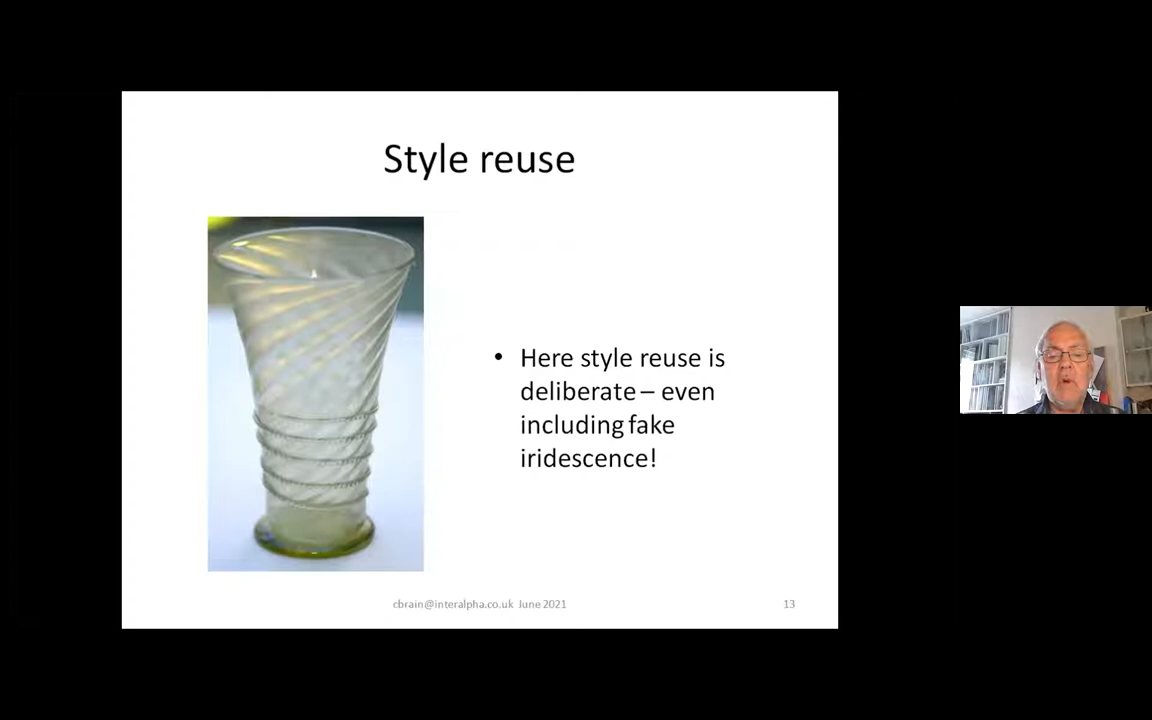 Style reuse
• Here style reuse is
deliberate – even
including fake
iridescence!
cbrain@interalpha.co.uk June 2021
13